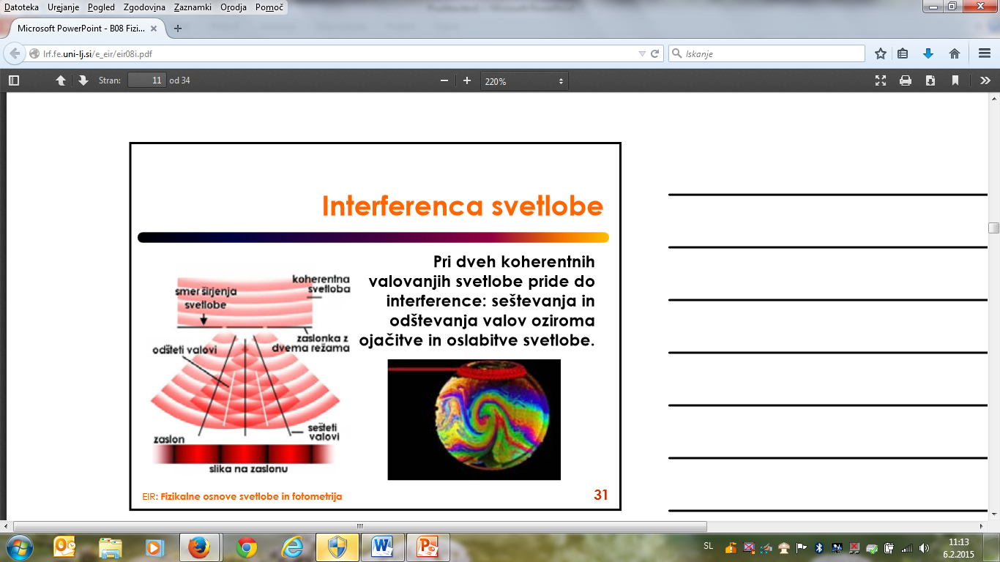 Datoteka Urejanje Pogled Zgodovina Zaznamki Orodja Pomoč
Microsoft PowerPoint - B08 Fizi...
lrf.fe.uni-lj.si/e_eir/eir08i.pdf
Iskanje
Stran: 11 od 34
220%
Interferenca svetlobe
Pri dveh koherentnih
valovanjih svetlobe pride do
interference: seštevanja in
odštevanja valov oziroma
ojačitve in oslabitve svetlobe.
koherentna
svetloba
smer širjenja
svetlobe
zaslonka z
dvema režama
odšteti valovi
sešteti
valovi
zaslon
slika na zaslonu
EIR: Fizikalne osnove svetlobe in fotometrija
31
SL
11:13
6.2.2015